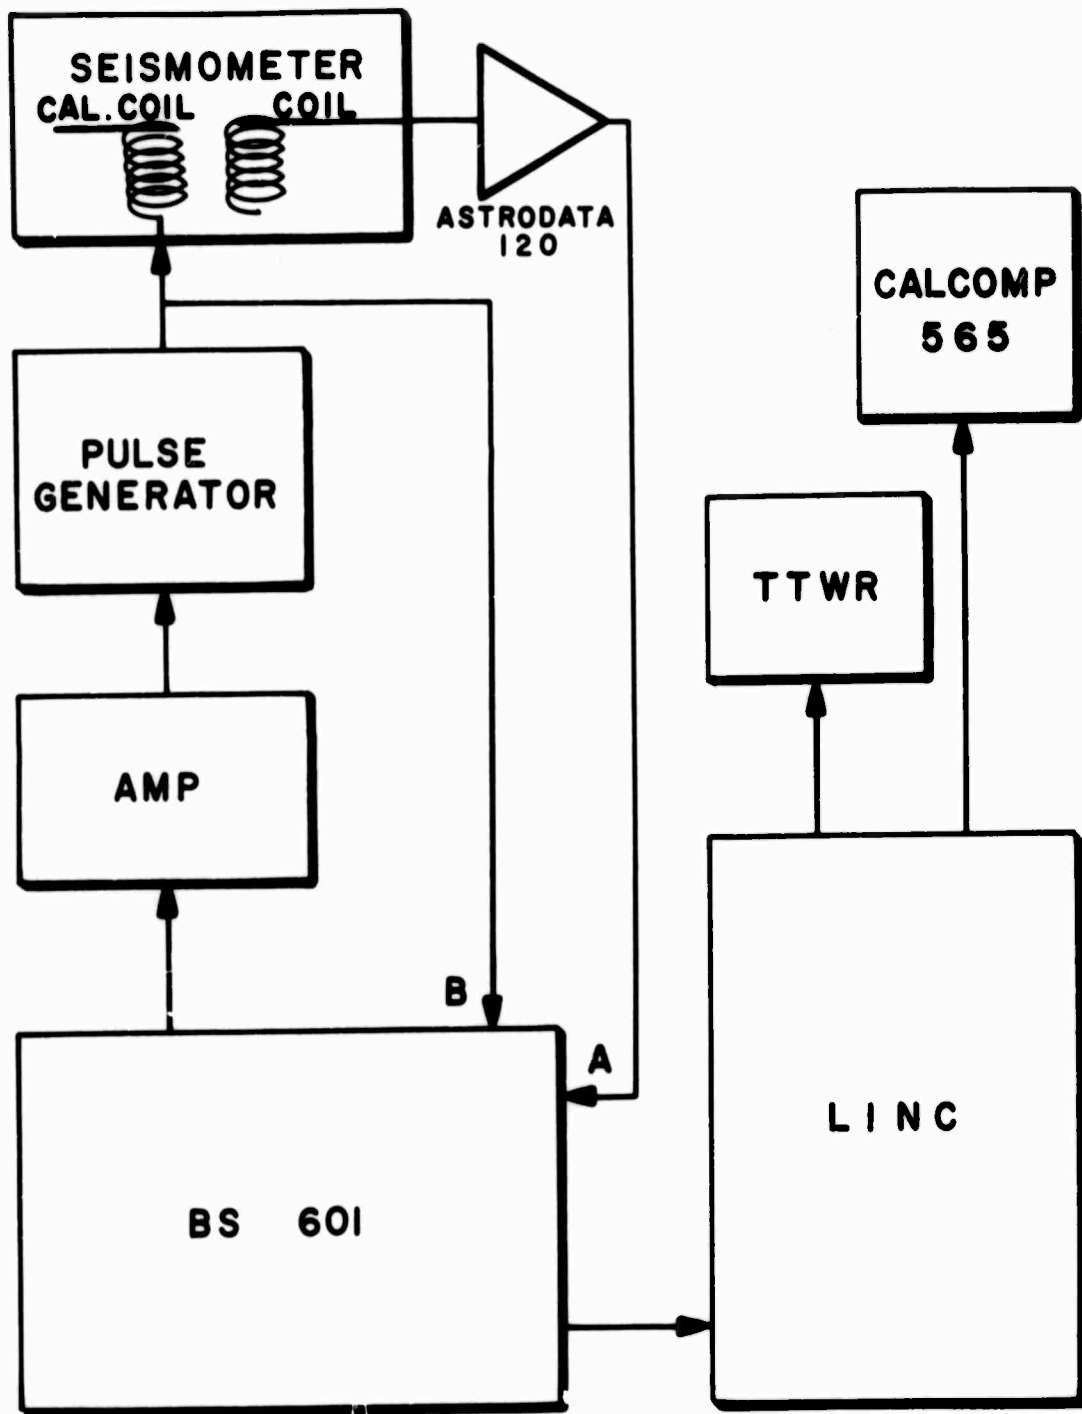 SEISMOMETER
CAL. COIL COIL
ASTRODATA
120
CALCOMP
565
PULSE
GENERATOR
TTWR
AMP
B
A
LINC
BS 601